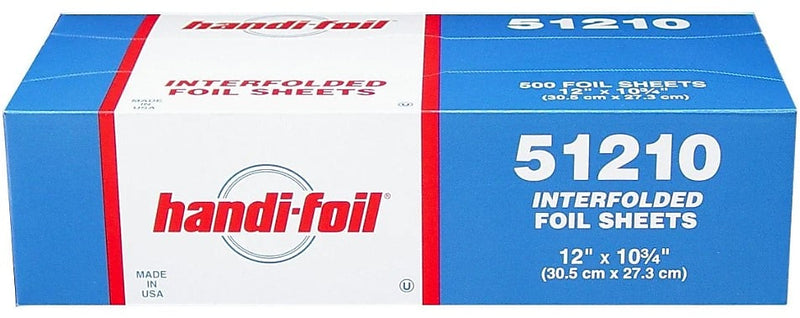 handi-foil®
51210
INTERFOLDED
FOIL SHEETS
500 FOIL SHEETS
12" x 10¾"
(30.5 cm x 27.3 cm)
MADE IN
USA
U
handi-foil®
51210
INTERFOLDED
FOIL SHEETS
12" x 10¾"
(30.5 cm x 27.3 cm)
MADE
IN
USA
U